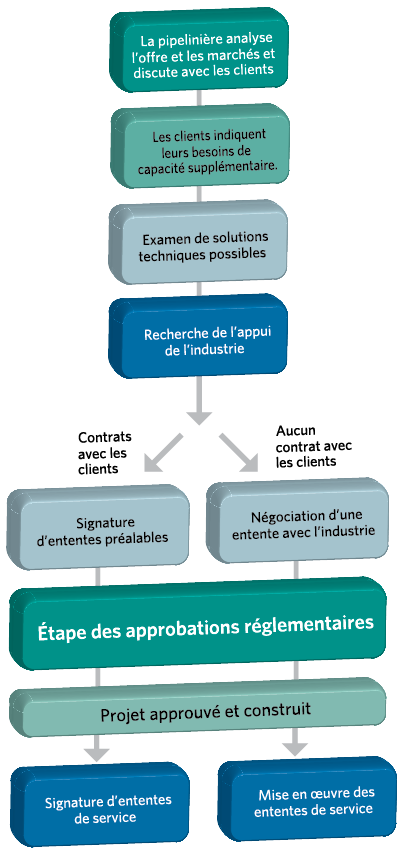 La pipelinière analyse
l'offre et les marchés et
discute avec les clients
Les clients indiquent
leurs besoins de
capacité supplémentaire.
Examen de solutions
techniques possibles
Recherche de l'appui
de l'industrie
Contrats
avec les
clients
Aucun
contrat avec
les clients
Signature
d'ententes préalables
Négociation d'une
entente avec l'industrie
Étape des approbations réglementaires
Projet approuvé et construit
Signature d'ententes
de service
Mise en œuvre des
ententes de service